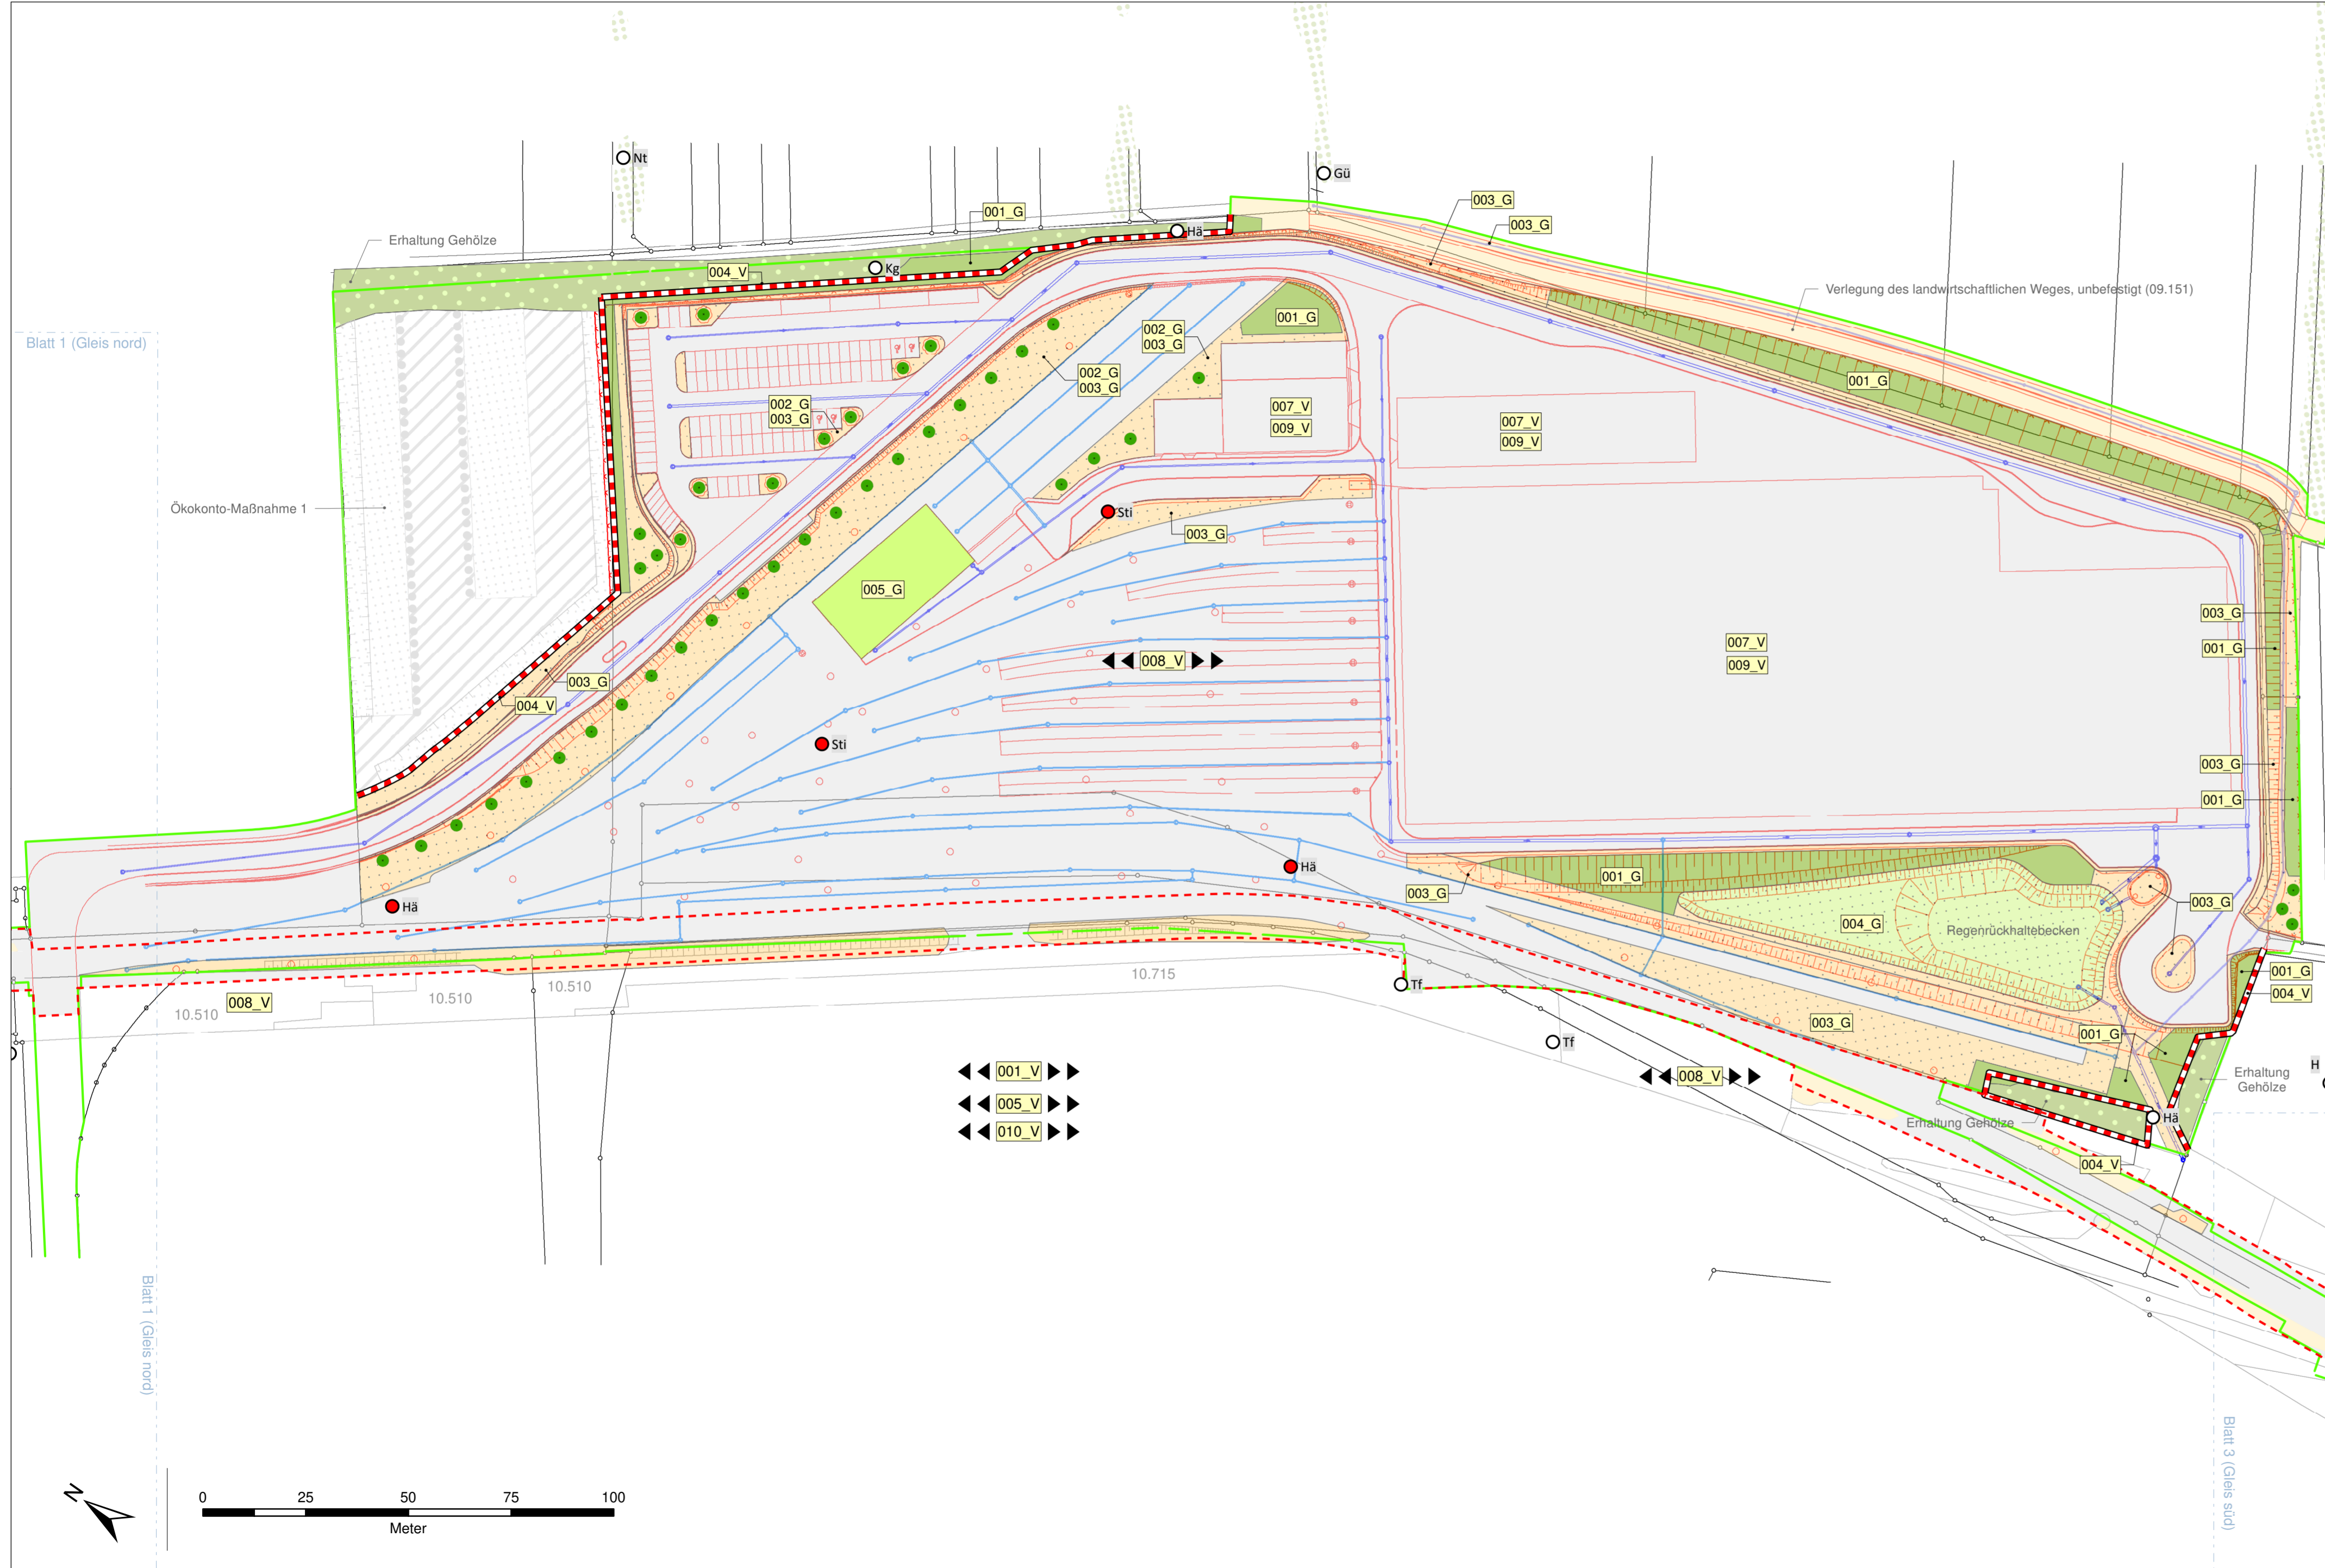 Nt
Gü
003_G
001_G
003_G
Hä
Erhaltung Gehölze
Kg
004_V
Verlegung des landwirtschaftlichen Weges, unbefestigt (09.151)
001_G
002_G
003_G
Blatt 1 (Gleis nord)
002_G
003_G
001_G
002_G
003_G
007_V
009_V
007_V
009_V
Ökokonto-Maßnahme 1
Sti
003_G
005_G
003_G
007_V
009_V
001_G
008_V
003_G
004_V
Sti
003_G
001_G
Hä
001_G
003_G
Hä
003_G
004_G
Regenrückhaltebecken
10.715
Tf
001_G
10.510
10.510
008_V
10.510
004_V
003_G
001_G
Tf
H
001_V
008_V
Erhaltung
Gehölze
005_V
Hä
Erhaltung Gehölze
010_V
004_V
Blatt 1 (Gleis nord)
Blatt 3 (Gleis süd)
N
0 25 50 75 100
Meter